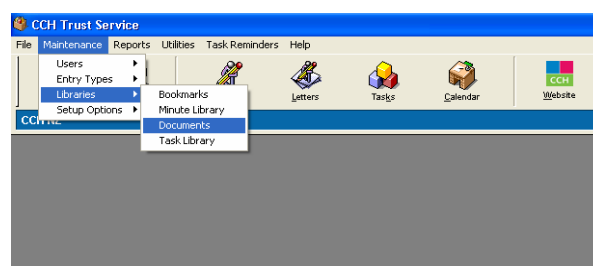 CCH Trust Service
File Maintenance Reports Utilities Task Reminders Help
Users
Entry Types
Libraries
Setup Options
Bookmarks
Minute Library
Documents
Task Library
Letters
Tasks
Calendar
CCH
Website